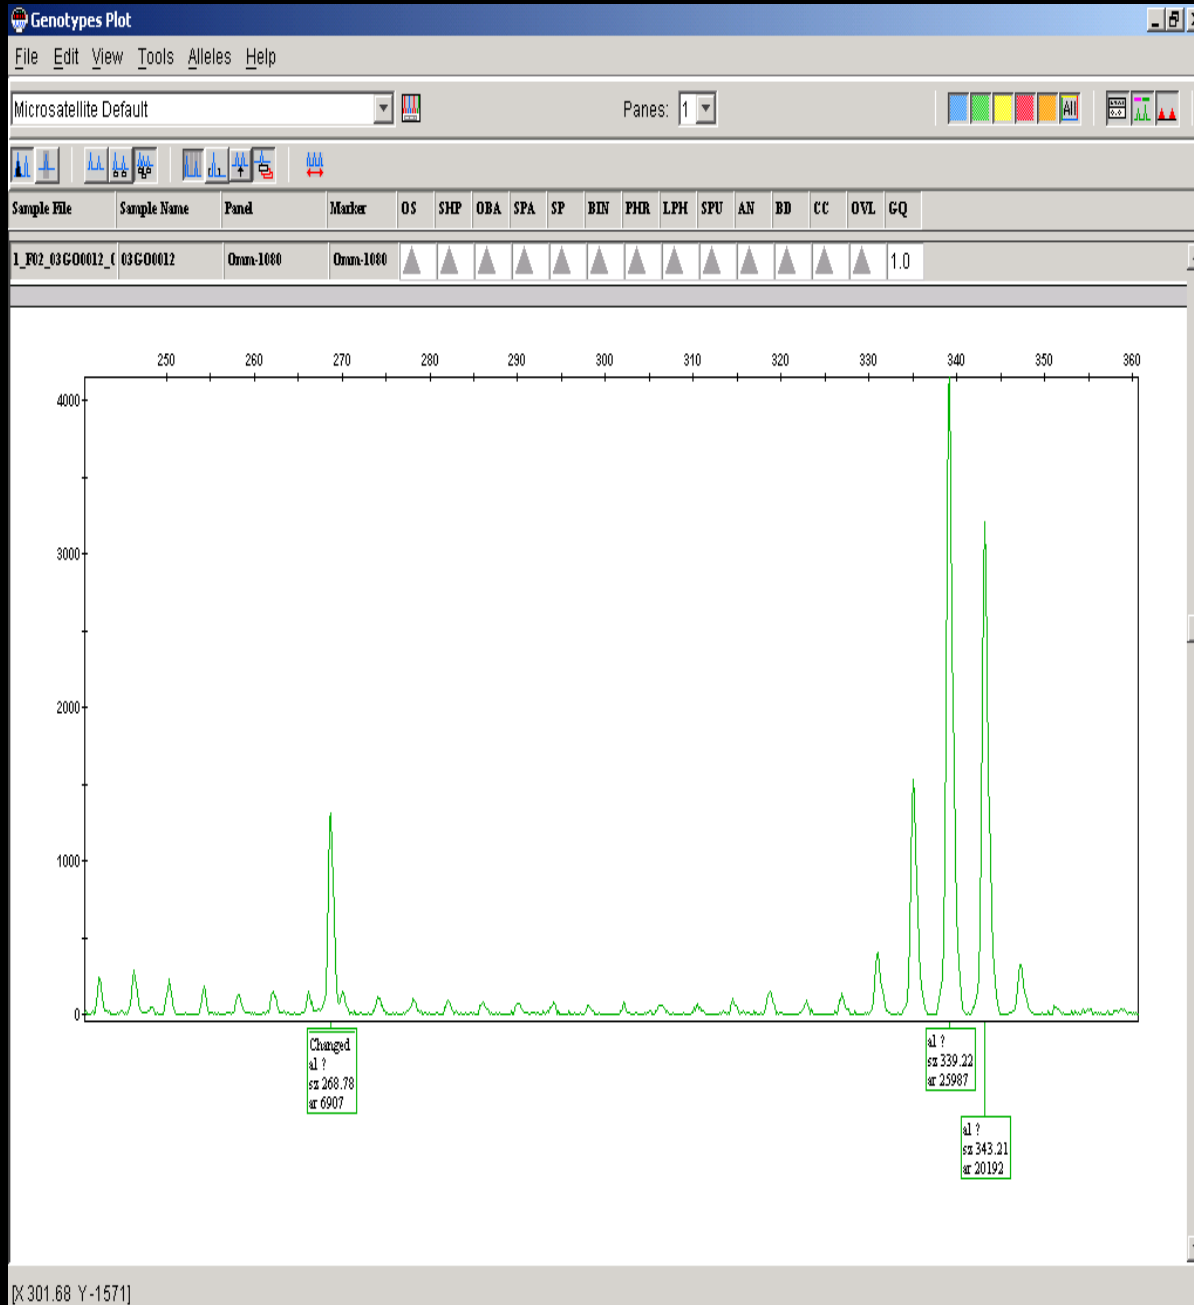 Genotypes Plot
File Edit View Tools Alleles Help
Microsatellite Default Panes: 1 All
Sample File Sample Name Panel Marker OS SHP OBA SPA SP BIN PHR LPH SPU AN BD CC OVL GQ
1_F02_03GO0012_( 03GO0012 Omm-1080 Omm-1080 1.0
250 260 270 280 290 300 310 320 330 340 350 360
4000
3000
2000
1000
0
Changed
al ?
sz 268.78
ar 6907
al ?
sz 339.22
ar 25987
al ?
sz 343.21
ar 20192
[X 301.68 Y -1571]